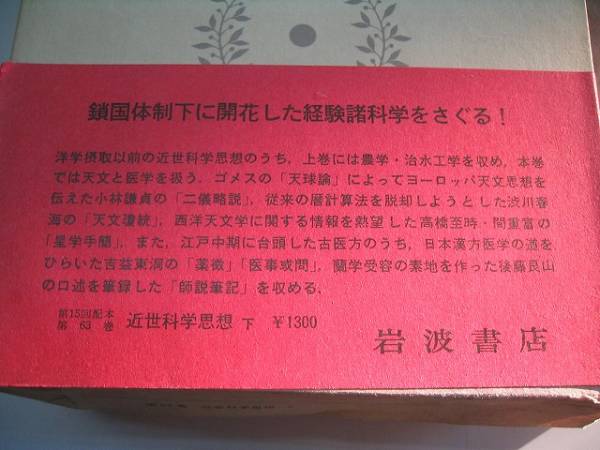 鎖国体制下に開花した経験諸科学をさぐる！
洋学摂取以前の近世科学思想のうち，上巻には農学・治水工学を収め，本巻
では天文と医学を扱う．ゴメスの「天球論」によってヨーロッパ天文思想を
伝えた小林謙貞の「二儀略説」，従来の暦計算法を脱却しようとした渋川春
海の「天文瓊統」，西洋天文学に関する情報を熱望した高橋至時・間重富の
「星学手簡」，また，江戸中期に台頭した古医方のうち，日本漢方医学の道を
ひらいた吉益東洞の「薬徴」「医事或問」，蘭学受容の素地を作った後藤艮山
の口述を筆録した「師説筆記」を収める．
第15回配本
第 63 巻 近世科学思想 下 ￥1300
岩波書店